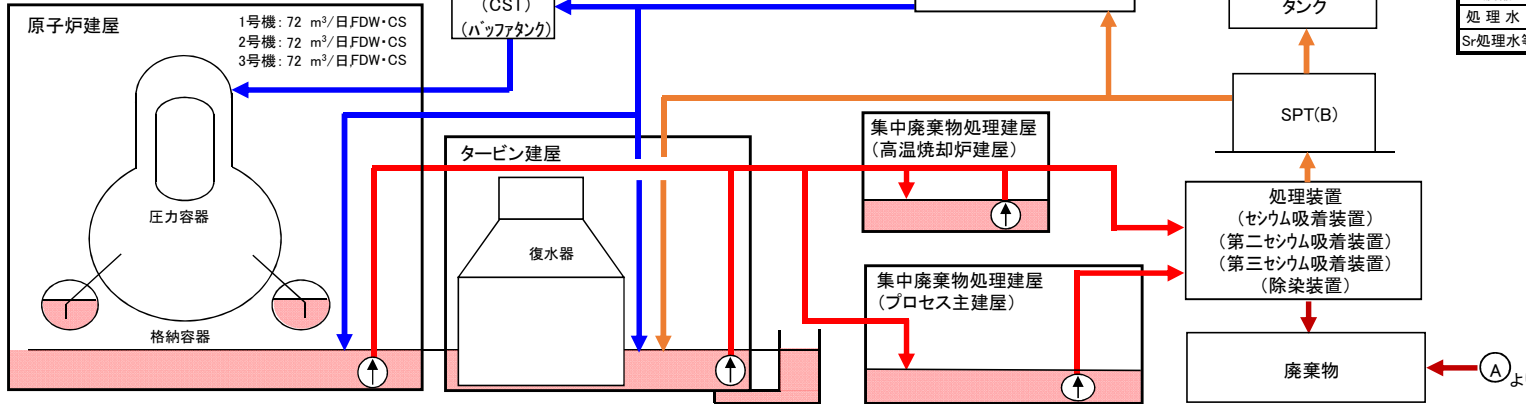 原子炉建屋
1号機: 72 m³/日,FDW・CS
2号機: 72 m³/日,FDW・CS
3号機: 72 m³/日,FDW・CS
(CST)
(バッファタンク)
タンク
処 理 水
Sr処理水等
SPT(B)
集中廃棄物処理建屋
(高温焼却炉建屋)
タービン建屋
圧力容器
復水器
処理装置
(セシウム吸着装置)
(第二セシウム吸着装置)
(第三セシウム吸着装置)
(除染装置)
集中廃棄物処理建屋
(プロセス主建屋)
格納容器
廃棄物
A よ